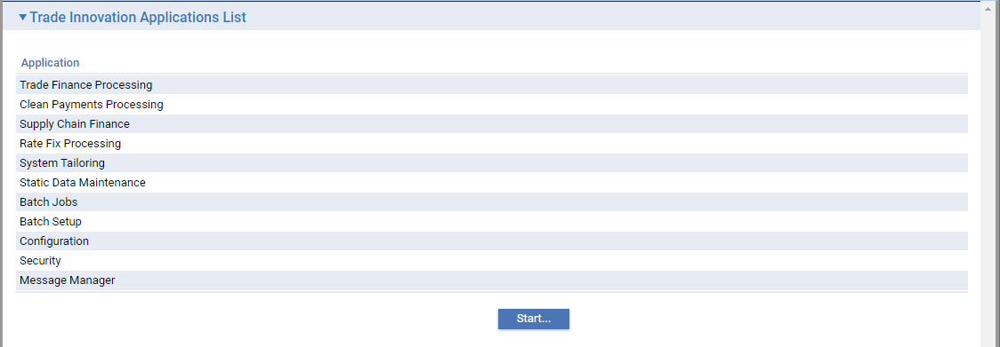 Trade Innovation Applications List
Application
Trade Finance Processing
Clean Payments Processing
Supply Chain Finance
Rate Fix Processing
System Tailoring
Static Data Maintenance
Batch Jobs
Batch Setup
Configuration
Security
Message Manager
Start...